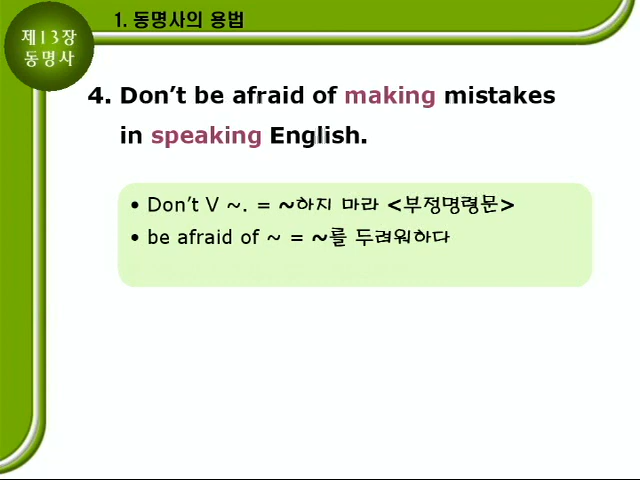 1. 동명사의 용법
제13장
동명사
4. Don't be afraid of making mistakes
in speaking English.
• Don't V ~. = ~하지 마라 <부정명령문>
• be afraid of ~ = ~를 두려워하다